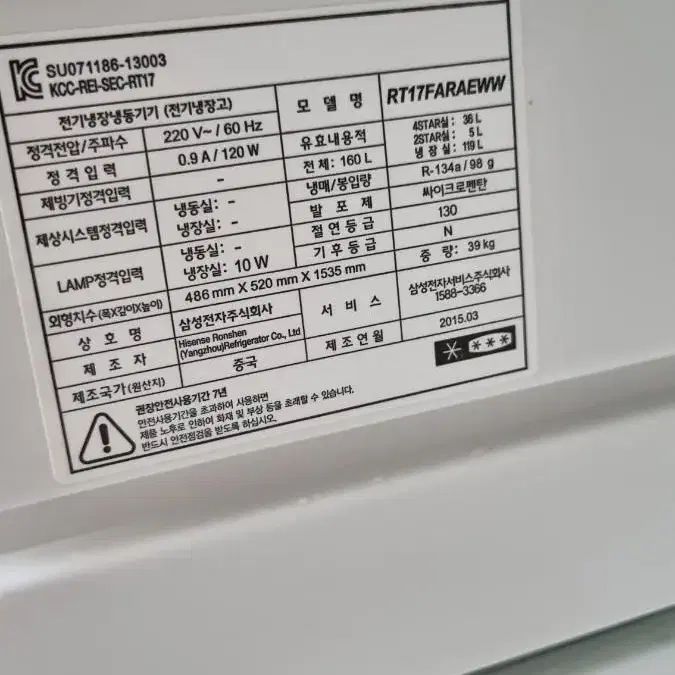 SU071186-13003
KCC-REI-SEC-RT17
전기냉장냉동기기 (전기냉장고)
모 델 명 RT17FARAEWW
정격전압/주파수 220 V~ / 60 Hz
유효내용적 4STAR실: 36 L
2STAR실: 5 L
전체: 160 L 냉 장 실: 119 L
정 격 입 력 0.9 A / 120 W
냉매/봉입량 R-134a / 98 g
제빙기정격입력 -
발 포 제 싸이크로펜탄
제상시스템정격입력 냉동실: -
냉장실: -
절 연 등 급 130
기 후 등 급 N
LAMP정격입력 냉동실: -
냉장실: 10 W
중 량: 39 kg
외형치수 (폭X깊이X높이) 486 mm X 520 mm X 1535 mm
상 호 명 삼성전자주식회사
서 비 스 삼성전자서비스주식회사
1588-3366
제 조 자 Hisense Ronshen
(Yangzhou)Refrigerator Co., Ltd
제 조 연 월 2015.03
제조국가 (원산지) 중국
권장안전사용기간 7년
안전사용기간을 초과하여 사용하면
제품 노후로 인하여 화재 및 부상 등을 초래할 수 있습니다.
반드시 안전점검을 받도록 하십시오.